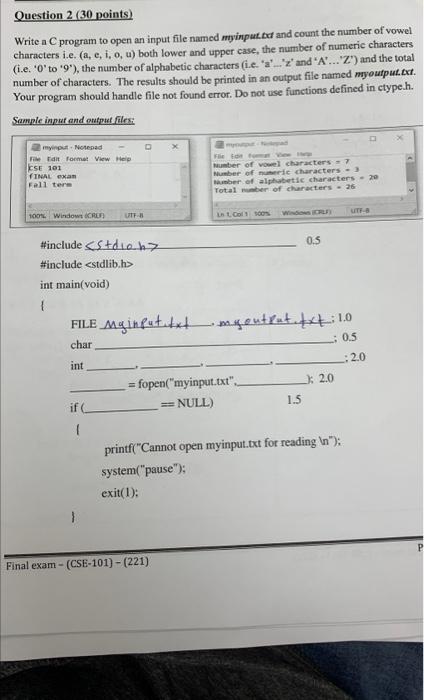 Question 2 (30 points)
Write a C program to open an input file named myinput.txt and count the number of vowel
characters i.e. (a, e, i, o, u) both lower and upper case, the number of numeric characters
(i.e. '0' to '9'), the number of alphabetic characters (i.e. 'a'...'z' and 'A'...'Z') and the total
number of characters. The results should be printed in an output file named myoutput.txt.
Your program should handle file not found error. Do not use functions defined in ctype.h.
Sample input and output files:
myinput - Notepad
File Edit Format View Help
CSE 101
FINAL exam
Fall term
100% Windows (CRLF) UTF-8
myoutput - Notepad
File Edit Format View Help
Number of vowel characters = 7
Number of numeric characters = 3
Number of alphabetic characters = 20
Total number of characters = 26
Ln 1, Col 1 100% Windows (CRLF) UTF-8
#include <stdio.h> 0.5
#include <stdlib.h>
int main(void)
{
FILE myinput.txt , myoutput.txt ; 1.0
char ; 0.5
int , , , ; 2.0
= fopen("myinput.txt", ); 2.0
if ( == NULL) 1.5
{
printf("Cannot open myinput.txt for reading \n");
system("pause");
exit(1);
}
Final exam – (CSE-101) – (221)
P